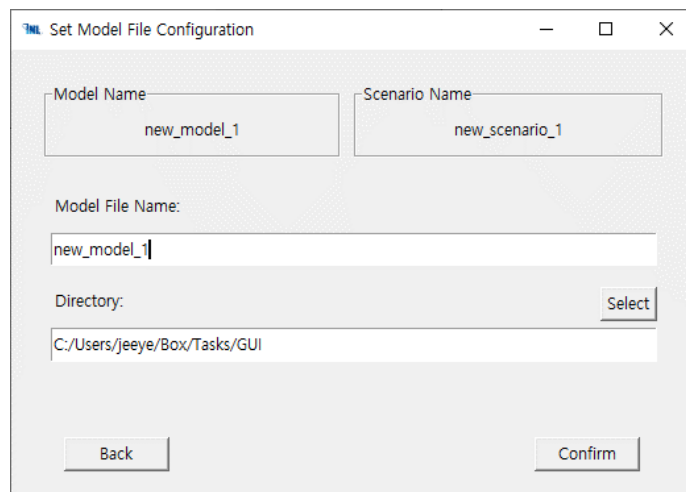 INL Set Model File Configuration
Model Name
Scenario Name
new_model_1
new_scenario_1
Model File Name:
new_model_1
Directory:
Select
C:/Users/jeeye/Box/Tasks/GUI
Back
Confirm